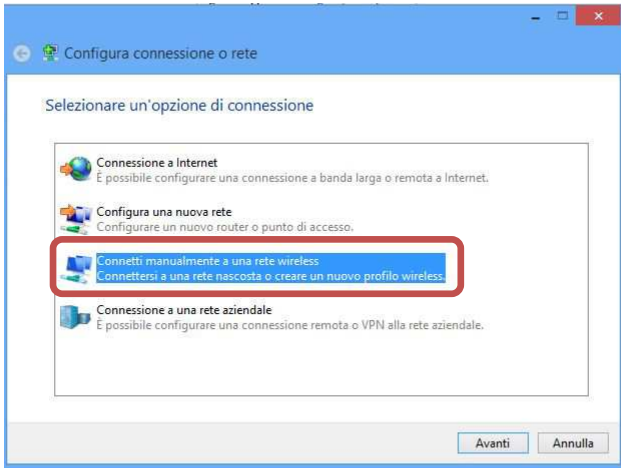 Configura connessione o rete
Selezionare un'opzione di connessione
Connessione a Internet
È possibile configurare una connessione a banda larga o remota a Internet.
Configura una nuova rete
Configurare un nuovo router o punto di accesso.
Connetti manualmente a una rete wireless
Connettersi a una rete nascosta o creare un nuovo profilo wireless.
Connessione a una rete aziendale
È possibile configurare una connessione remota o VPN alla rete aziendale.
Avanti
Annulla